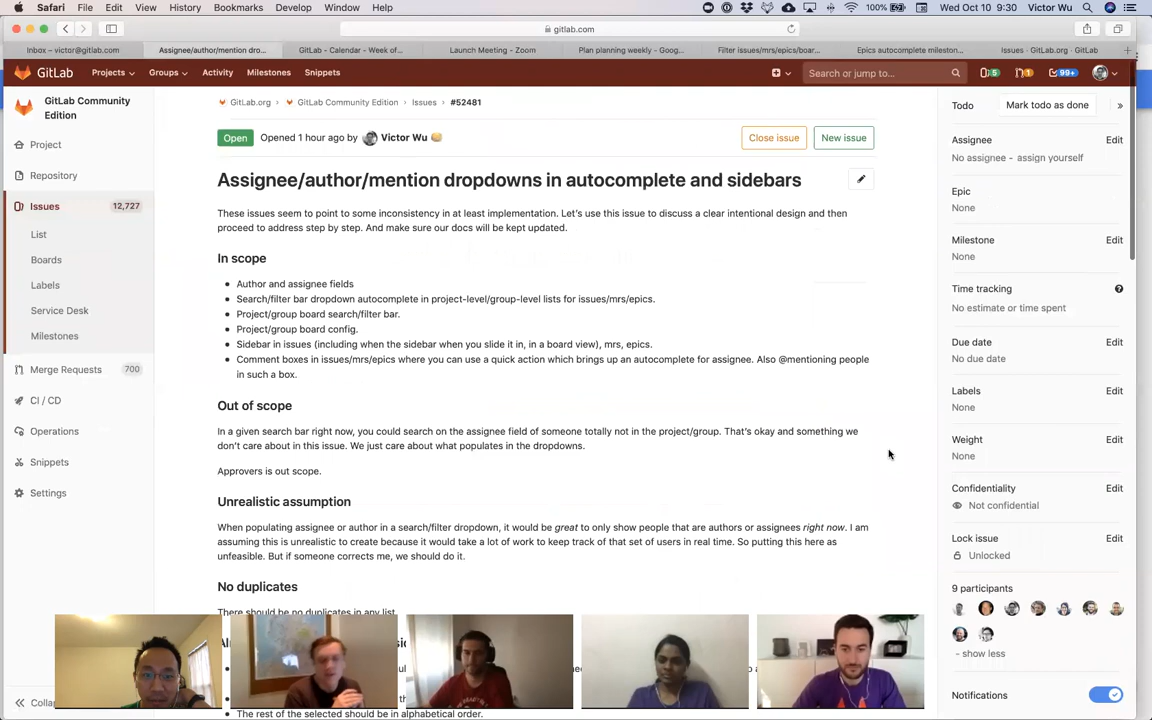 Safari File Edit View History Bookmarks Develop Window Help 100% Wed Oct 10 9:30 Victor Wu
gitlab.com
Inbox – victor@gitlab.com Assignee/author/mention dro... GitLab - Calendar - Week of... Launch Meeting - Zoom Plan planning weekly - Goog... Filter issues/mrs/epics/boar... Epics autocomplete mileston... Issues · GitLab.org · GitLab
GitLab Projects Groups Activity Milestones Snippets Search or jump to... 5 1 99+
GitLab Community
Edition
Project
Repository
Issues 12,727
List
Boards
Labels
Service Desk
Milestones
Merge Requests 700
CI / CD
Operations
Snippets
Settings
GitLab.org GitLab Community Edition Issues #52481
Open Opened 1 hour ago by Victor Wu Close issue New issue
Assignee/author/mention dropdowns in autocomplete and sidebars
These issues seem to point to some inconsistency in at least implementation. Let's use this issue to discuss a clear intentional design and then
proceed to address step by step. And make sure our docs will be kept updated.
In scope
• Author and assignee fields
• Search/filter bar dropdown autocomplete in project-level/group-level lists for issues/mrs/epics.
• Project/group board search/filter bar.
• Project/group board config.
• Sidebar in issues (including when the sidebar when you slide it in, in a board view), mrs, epics.
• Comment boxes in issues/mrs/epics where you can use a quick action which brings up an autocomplete for assignee. Also @mentioning people
in such a box.
Out of scope
In a given search bar right now, you could search on the assignee field of someone totally not in the project/group. That's okay and something we
don't care about in this issue. We just care about what populates in the dropdowns.
Approvers is out scope.
Unrealistic assumption
When populating assignee or author in a search/filter dropdown, it would be great to only show people that are authors or assignees right now. I am
assuming this is unrealistic to create because it would take a lot of work to keep track of that set of users in real time. So putting this here as
unfeasible. But if someone corrects me, we should do it.
No duplicates
There should be no duplicates in any list.
The rest of the selected should be in alphabetical order.
Todo Mark todo as done »
Assignee Edit
No assignee - assign yourself
Epic
None
Milestone Edit
None
Time tracking
No estimate or time spent
Due date Edit
No due date
Labels Edit
None
Weight Edit
None
Confidentiality Edit
Not confidential
Lock issue Edit
Unlocked
9 participants
- show less
Notifications